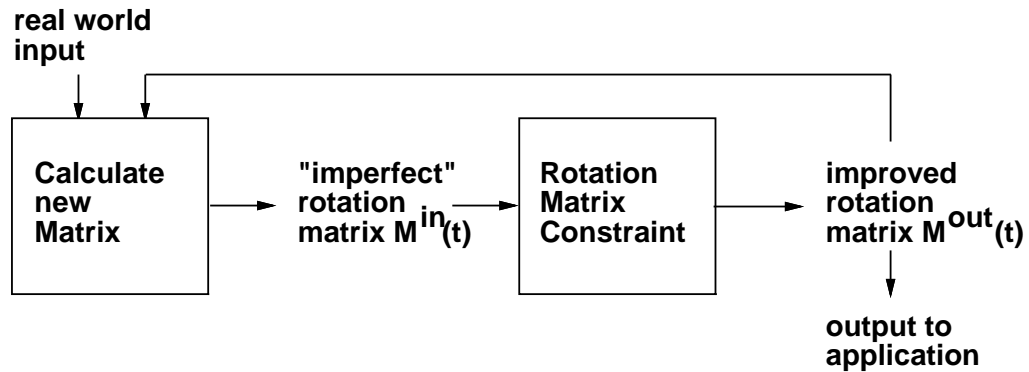 real world
input
Calculate
new
Matrix
"imperfect"
rotation
matrix M^in(t)
Rotation
Matrix
Constraint
improved
rotation
matrix M^out(t)
output to
application